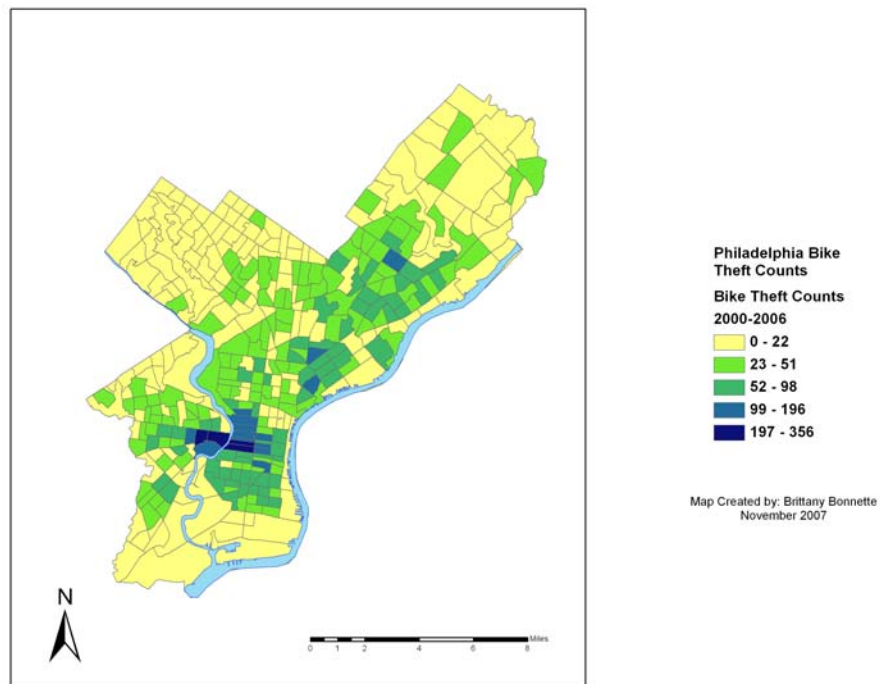 Philadelphia Bike
Theft Counts
Bike Theft Counts
2000-2006
0 - 22
23 - 51
52 - 98
99 - 196
197 - 356
Map Created by: Brittany Bonnette
November 2007
N
Miles
0 1 2 4 6 8